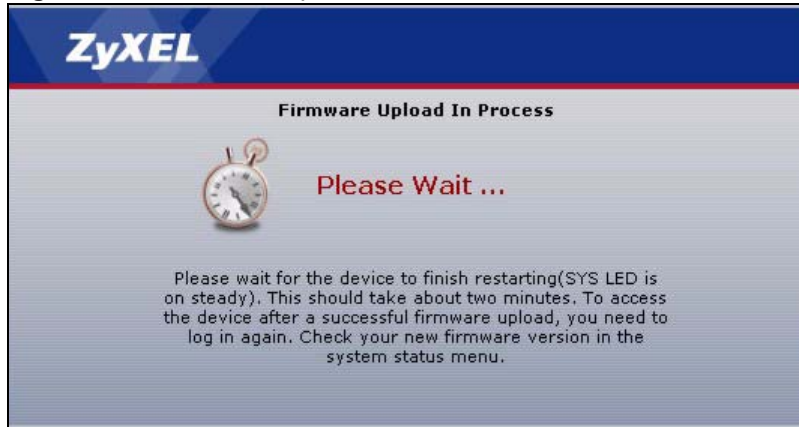 ZyXEL
Firmware Upload In Process
Please Wait ...
Please wait for the device to finish restarting(SYS LED is
on steady). This should take about two minutes. To access
the device after a successful firmware upload, you need to
log in again. Check your new firmware version in the
system status menu.